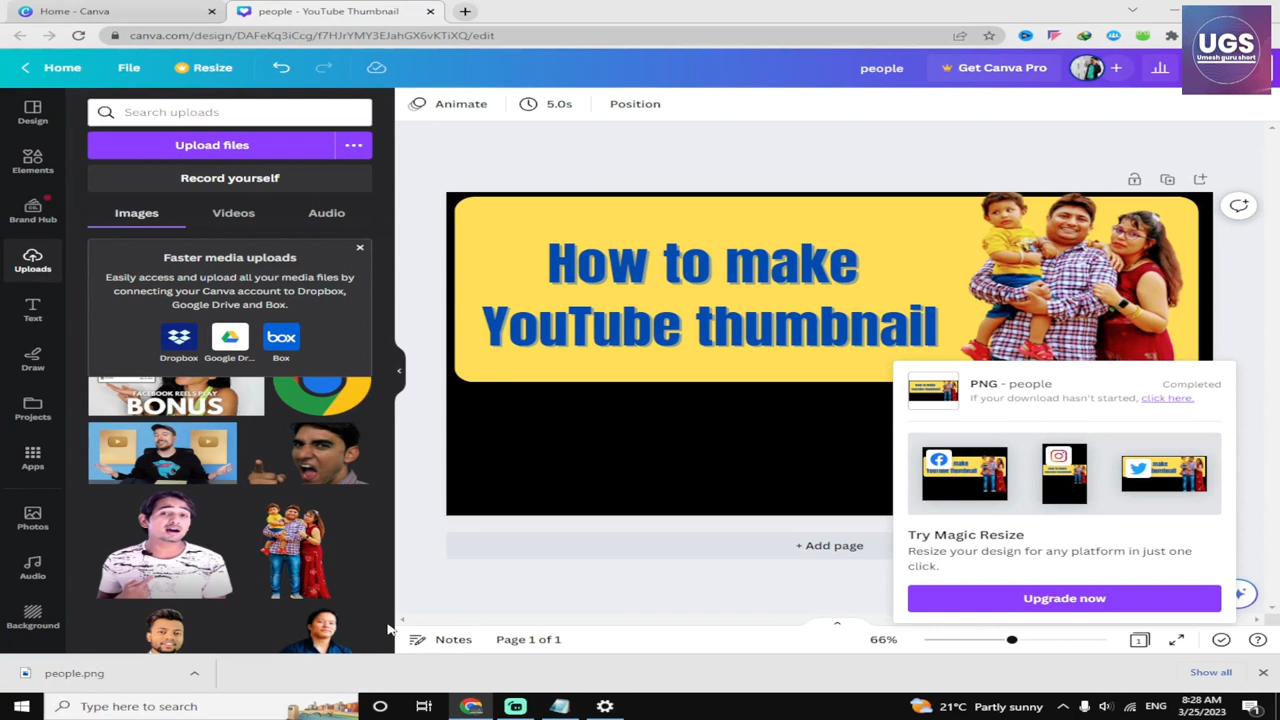 Home - Canva
people - YouTube Thumbnail
canva.com/design/DAFeKq3iCcg/f7HJrYMY3EJahGX6vKTiXQ/edit
UGS
Umesh guru short
Home
File
Resize
people
Get Canva Pro
Design
Elements
Brand Hub
Uploads
Text
Draw
Projects
Apps
Photos
Audio
Background
Search uploads
Upload files
Record yourself
Images
Videos
Audio
Faster media uploads
Easily access and upload all your media files by
connecting your Canva account to Dropbox,
Google Drive and Box.
Dropbox
Google Dr...
box
Box
FACEBOOK REELS PLAY
BONUS
Animate
5.0s
Position
How to make
YouTube thumbnail
PNG - people
Completed
If your download hasn't started, click here.
Try Magic Resize
Resize your design for any platform in just one
click.
Upgrade now
+ Add page
Notes
Page 1 of 1
66%
1
people.png
Show all
Type here to search
21°C Partly sunny
ENG
8:28 AM
3/25/2023